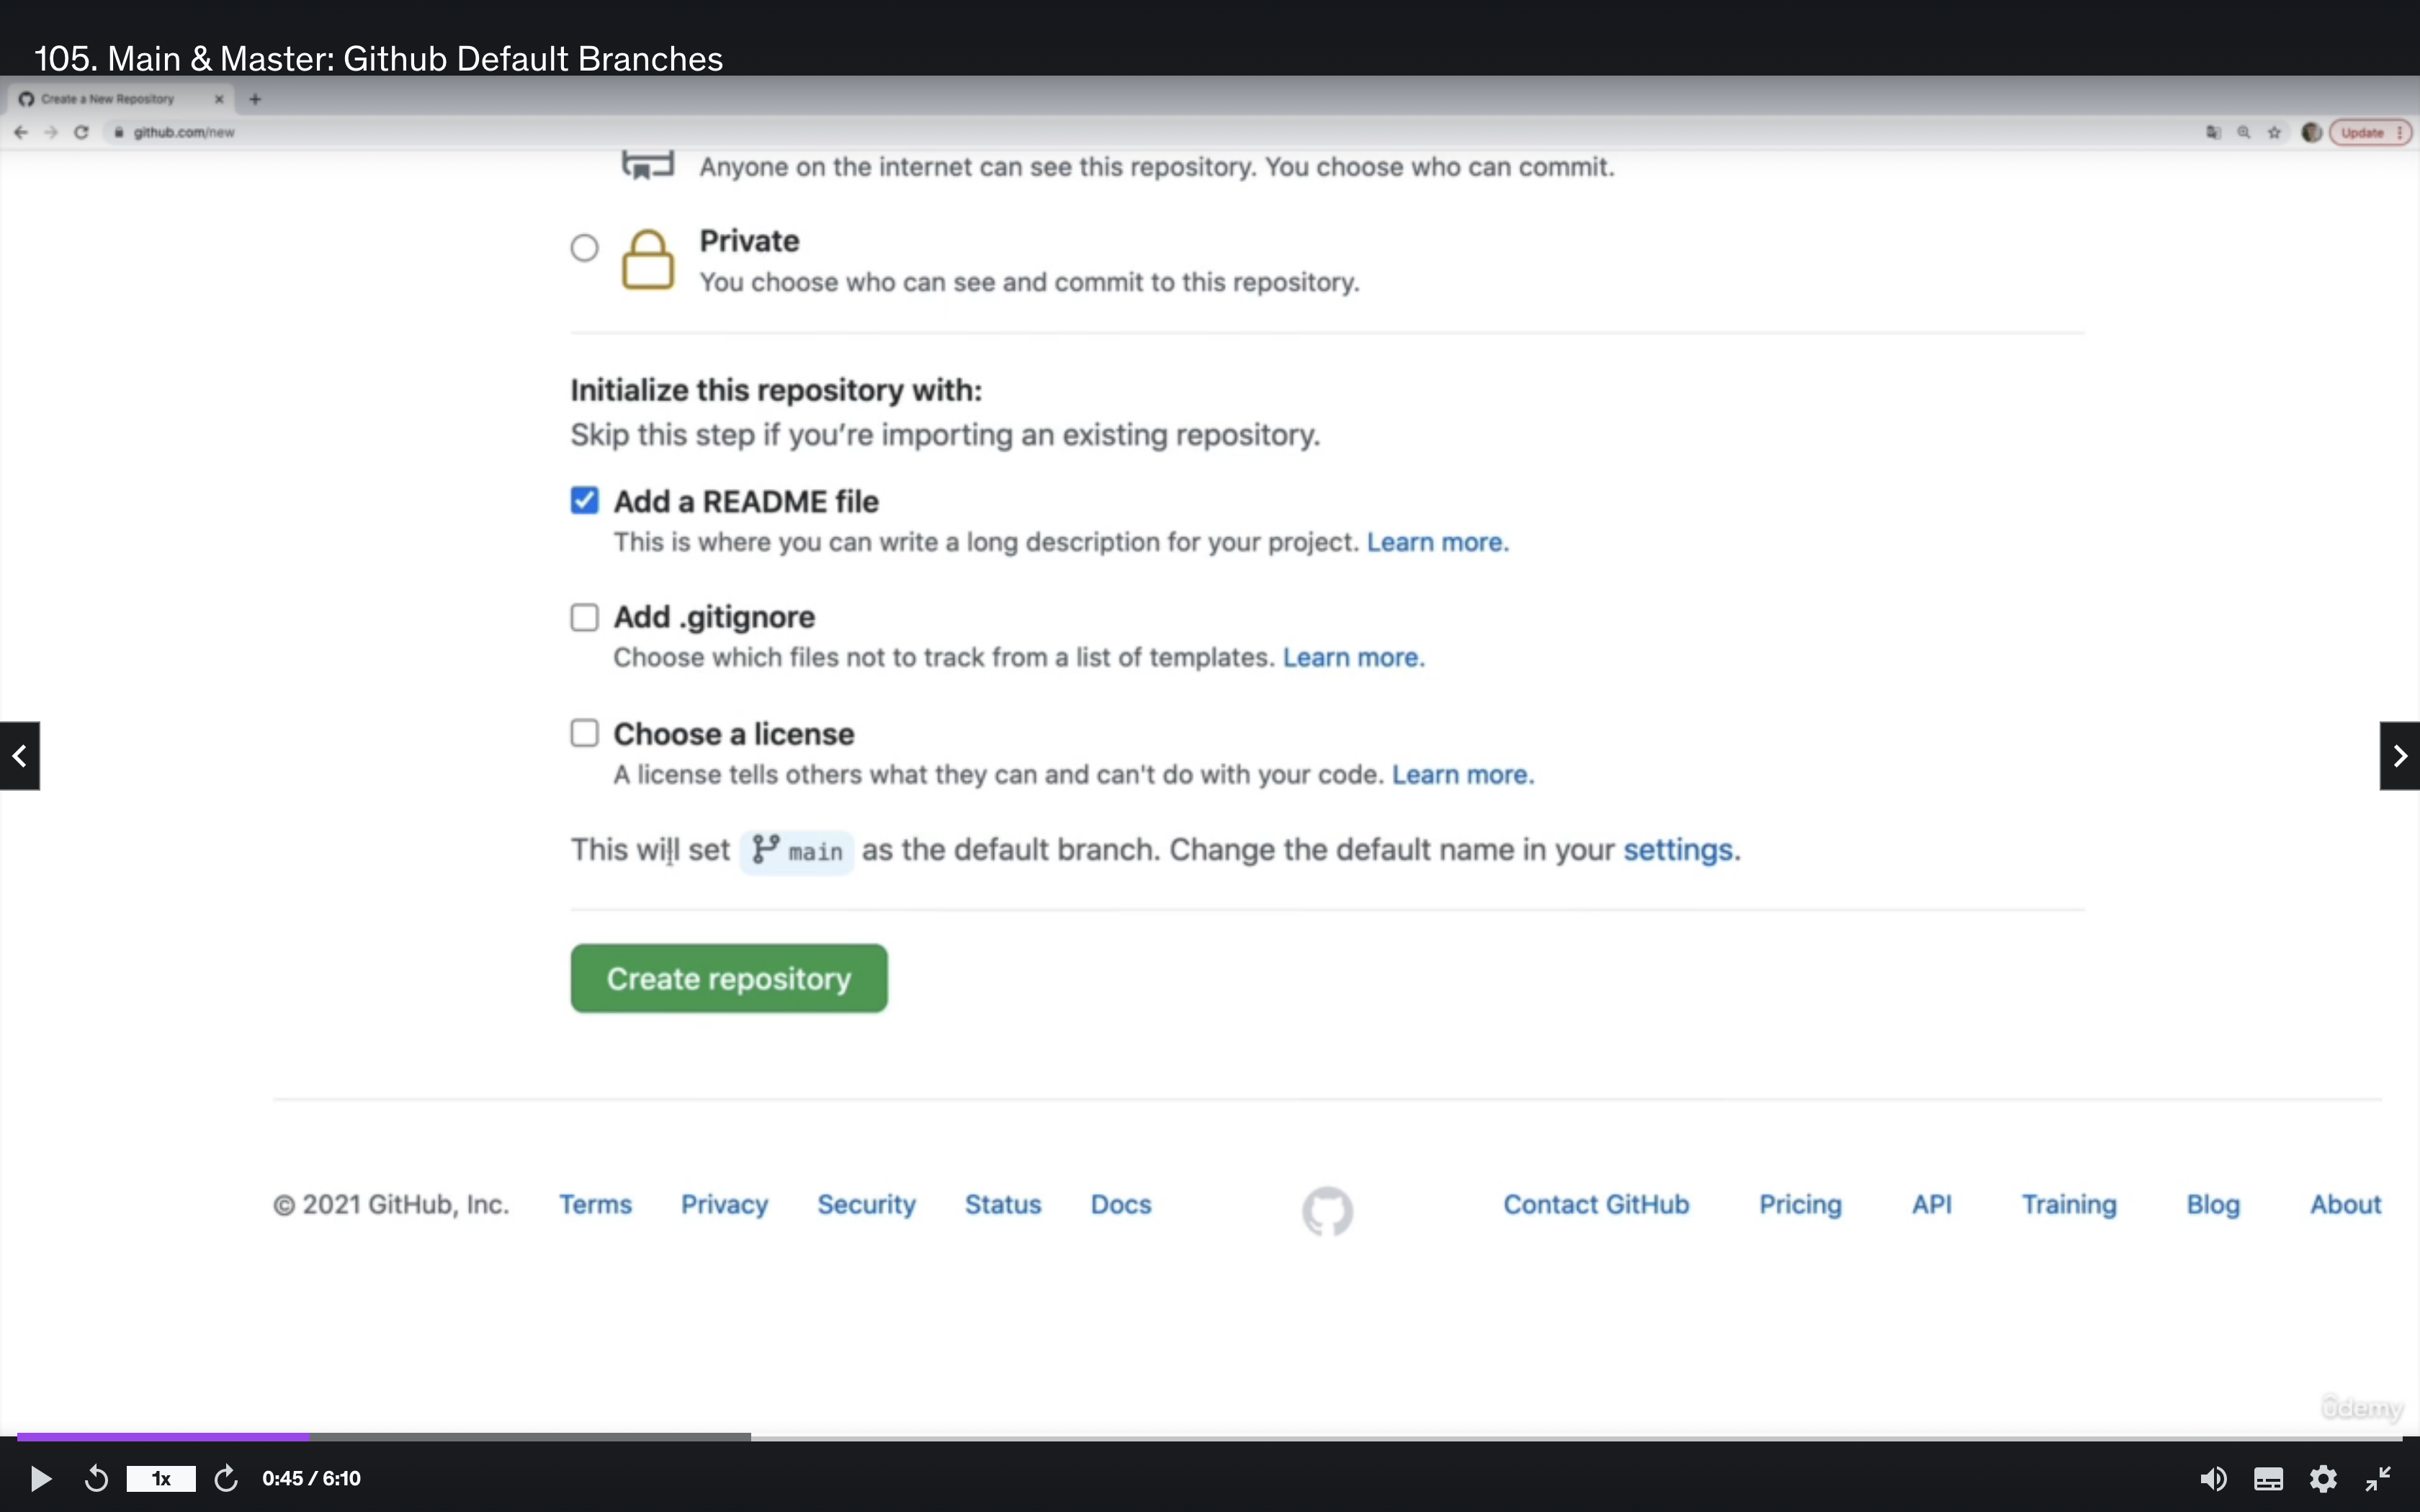 105. Main & Master: Github Default Branches
Create a New Repository
github.com/new
Update
Anyone on the internet can see this repository. You choose who can commit.
Private
You choose who can see and commit to this repository.
Initialize this repository with:
Skip this step if you're importing an existing repository.
Add a README file
This is where you can write a long description for your project. Learn more.
Add .gitignore
Choose which files not to track from a list of templates. Learn more.
Choose a license
A license tells others what they can and can't do with your code. Learn more.
This will set main as the default branch. Change the default name in your settings.
Create repository
© 2021 GitHub, Inc. Terms Privacy Security Status Docs Contact GitHub Pricing API Training Blog About
ûdemy
1x 0:45 / 6:10